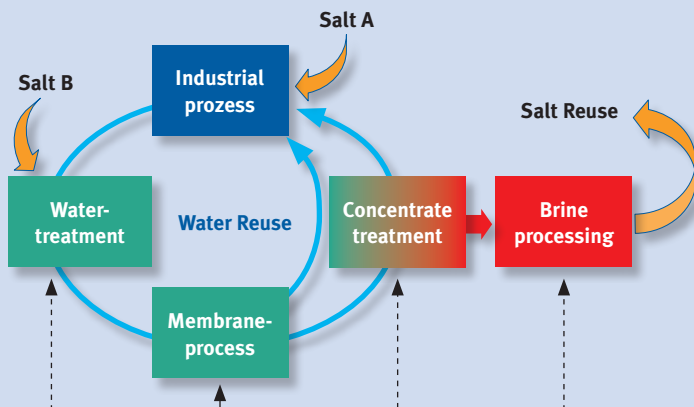 Salt A
Industrial
prozess
Salt B
Salt Reuse
Water-
treatment
Water Reuse
Concentrate
treatment
Brine
processing
Membrane-
process